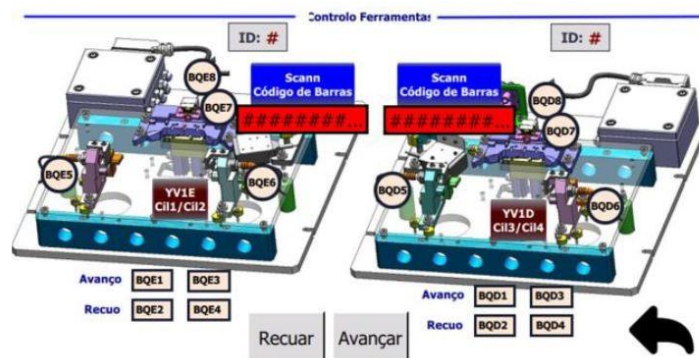 Controlo Ferramentas
ID: #
ID: #
BQE8
Scann
Código de Barras
Scann
Código de Barras
BQD8
BQE7
########...
########...
BQD7
BQE5
BQE6
BQD5
BQD6
YV1E
Cil1/Cil2
YV1D
Cil3/Cil4
Avanço BQE1 BQE3
Recuo BQE2 BQE4
Avanço BQD1 BQD3
Recuo BQD2 BQD4
Recuar
Avançar